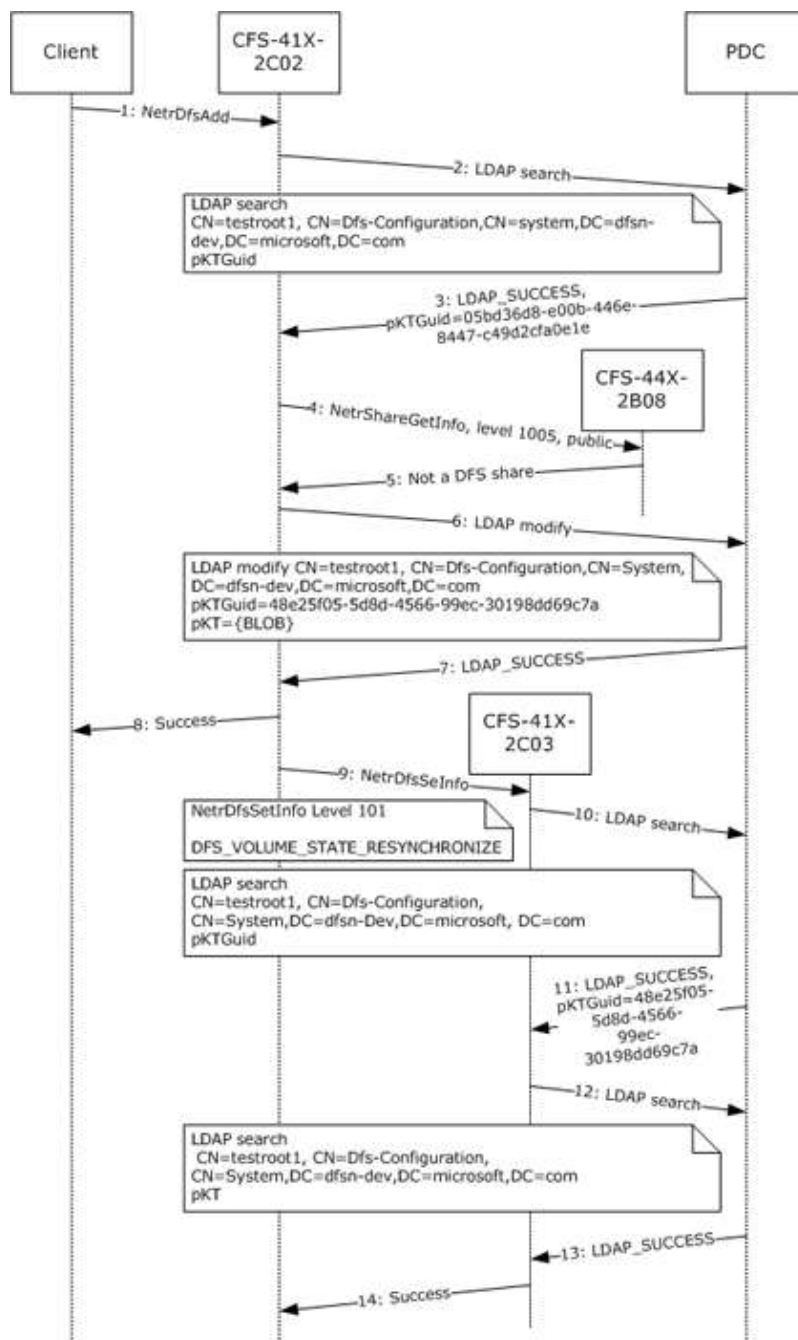 Client
CFS-41X-
2C02
PDC
1: NetrDfsAdd
2: LDAP search
LDAP search
CN=testroot1, CN=Dfs-Configuration,CN=system,DC=dfsn-
dev,DC=microsoft,DC=com
pKTGuid
3: LDAP_SUCCESS,
pKTGuid=05bd36d8-e00b-446e-
8447-c49d2cfa0e1e
CFS-44X-
2B08
4: NetrShareGetInfo, level 1005, public
5: Not a DFS share
6: LDAP modify
LDAP modify CN=testroot1, CN=Dfs-Configuration,CN=System,
DC=dfsn-dev,DC=microsoft,DC=com
pKTGuid=48e25f05-5d8d-4566-99ec-30198dd69c7a
pKT={BLOB}
7: LDAP_SUCCESS
8: Success
CFS-41X-
2C03
9: NetrDfsSeInfo
NetrDfsSetInfo Level 101
DFS_VOLUME_STATE_RESYNCHRONIZE
10: LDAP search
LDAP search
CN=testroot1, CN=Dfs-Configuration,
CN=System,DC=dfsn-Dev,DC=microsoft, DC=com
pKTGuid
11: LDAP_SUCCESS,
pKTGuid=48e25f05-
5d8d-4566-
99ec-
30198dd69c7a
12: LDAP search
LDAP search
CN=testroot1, CN=Dfs-Configuration,
CN=System,DC=dfsn-dev,DC=microsoft,DC=com
pKT
13: LDAP_SUCCESS
14: Success